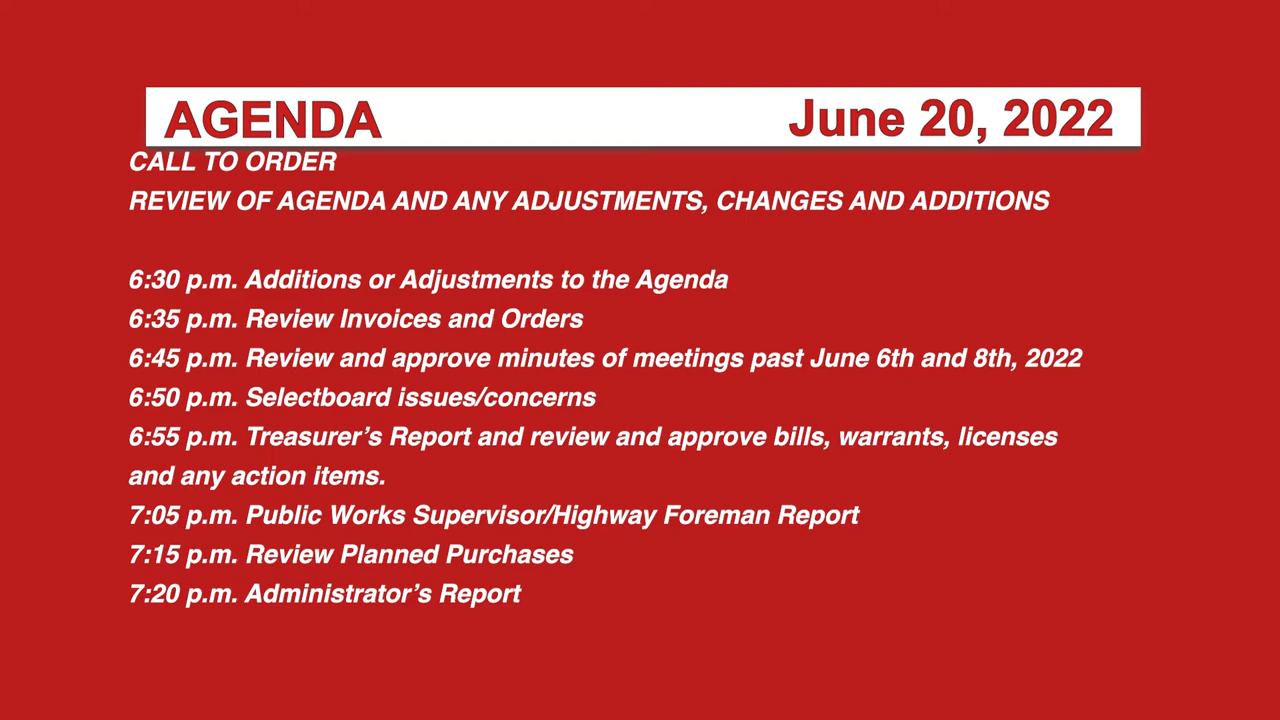 AGENDA June 20, 2022
CALL TO ORDER
REVIEW OF AGENDA AND ANY ADJUSTMENTS, CHANGES AND ADDITIONS
6:30 p.m. Additions or Adjustments to the Agenda
6:35 p.m. Review Invoices and Orders
6:45 p.m. Review and approve minutes of meetings past June 6th and 8th, 2022
6:50 p.m. Selectboard issues/concerns
6:55 p.m. Treasurer’s Report and review and approve bills, warrants, licenses
and any action items.
7:05 p.m. Public Works Supervisor/Highway Foreman Report
7:15 p.m. Review Planned Purchases
7:20 p.m. Administrator’s Report